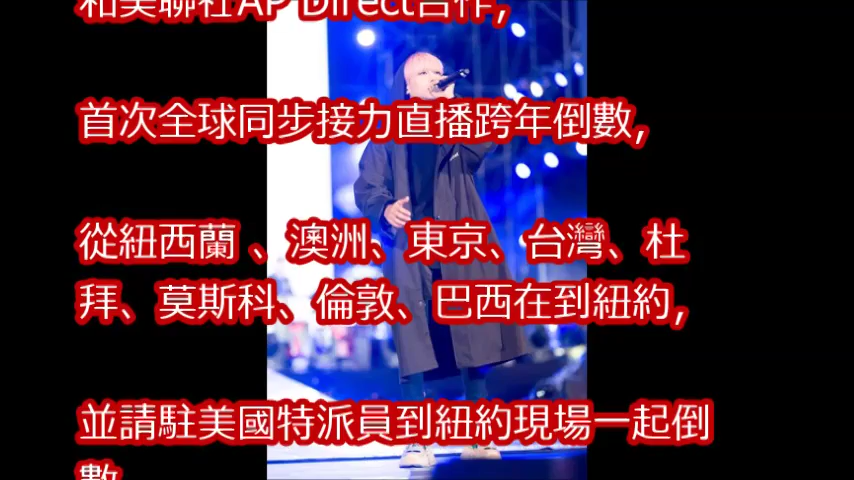 和美聯社AP Direct合作,
首次全球同步接力直播跨年倒數,
從紐西蘭 、澳洲、東京、台灣、杜
拜、莫斯科、倫敦、巴西在到紐約,
並請駐美國特派員到紐約現場一起倒
數